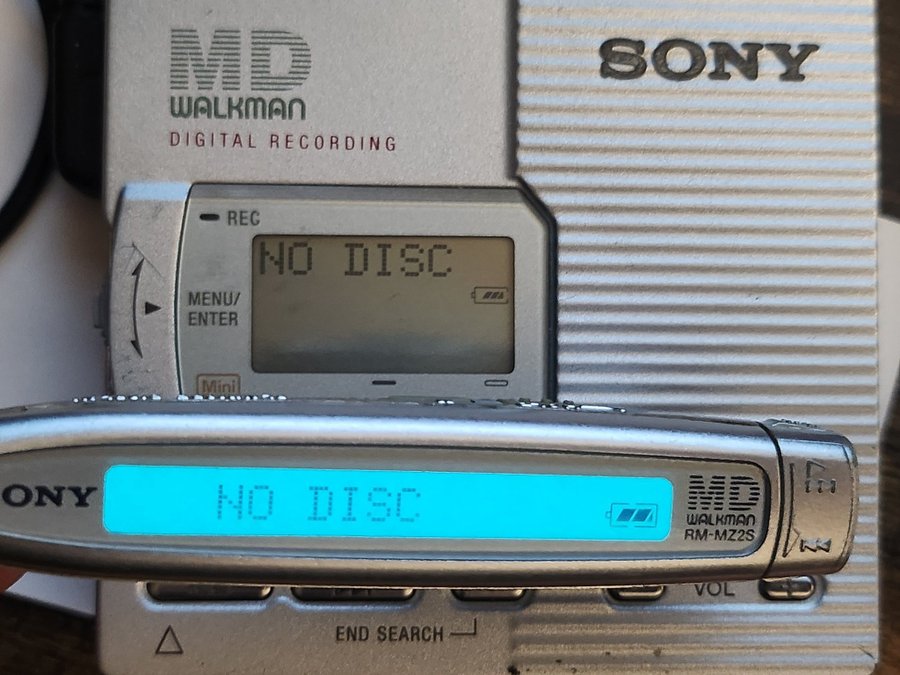 MD
WALKMAN
DIGITAL RECORDING
SONY
REC
NO DISC
MENU/
ENTER
Mini
ONY
NO DISC
MD
WALKMAN
RM-MZ2S
VOL
END SEARCH